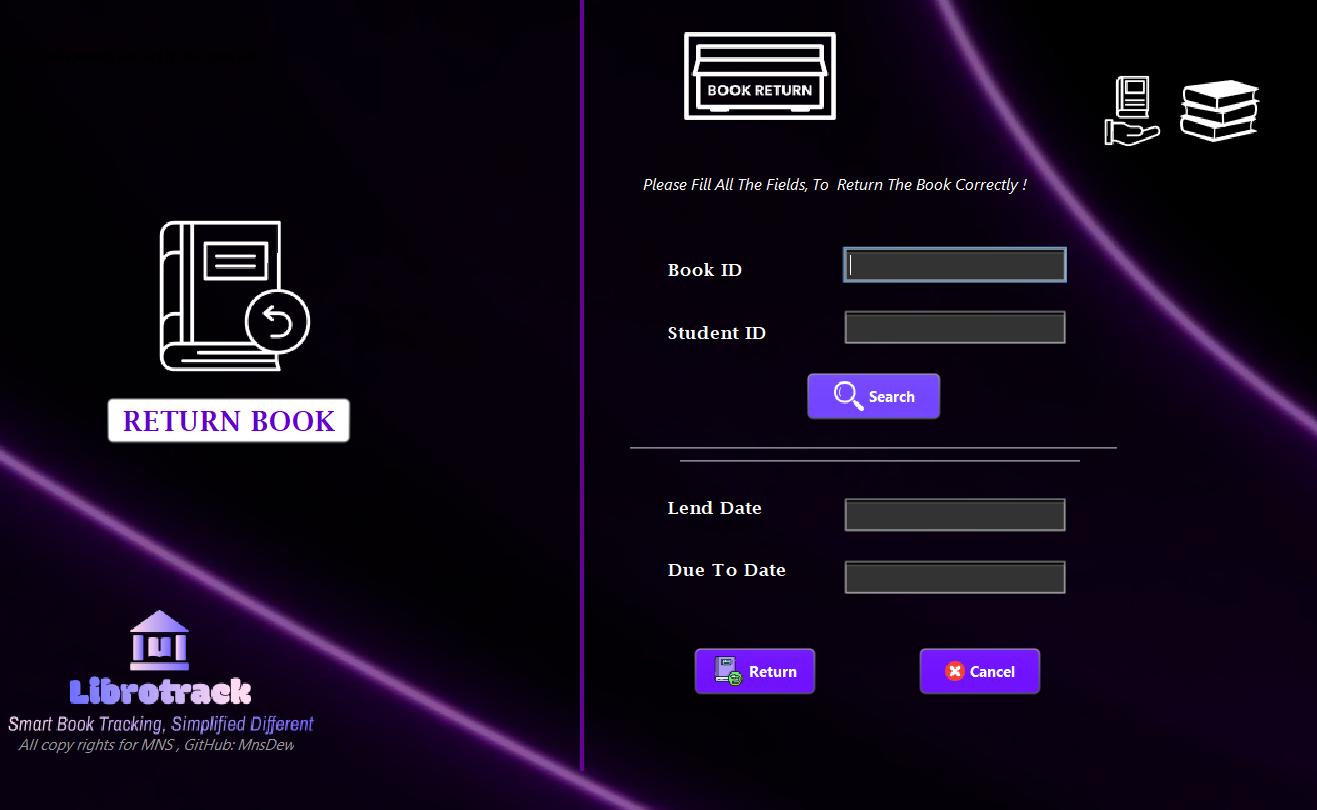 RETURN BOOK
Librotrack
Smart Book Tracking, Simplified Different
All copy rights for MNS , GitHub: MnsDew
BOOK RETURN
Please Fill All The Fields, To  Return The Book Correctly !
Book ID
Student ID
Search
Lend Date
Due To Date
Return
Cancel